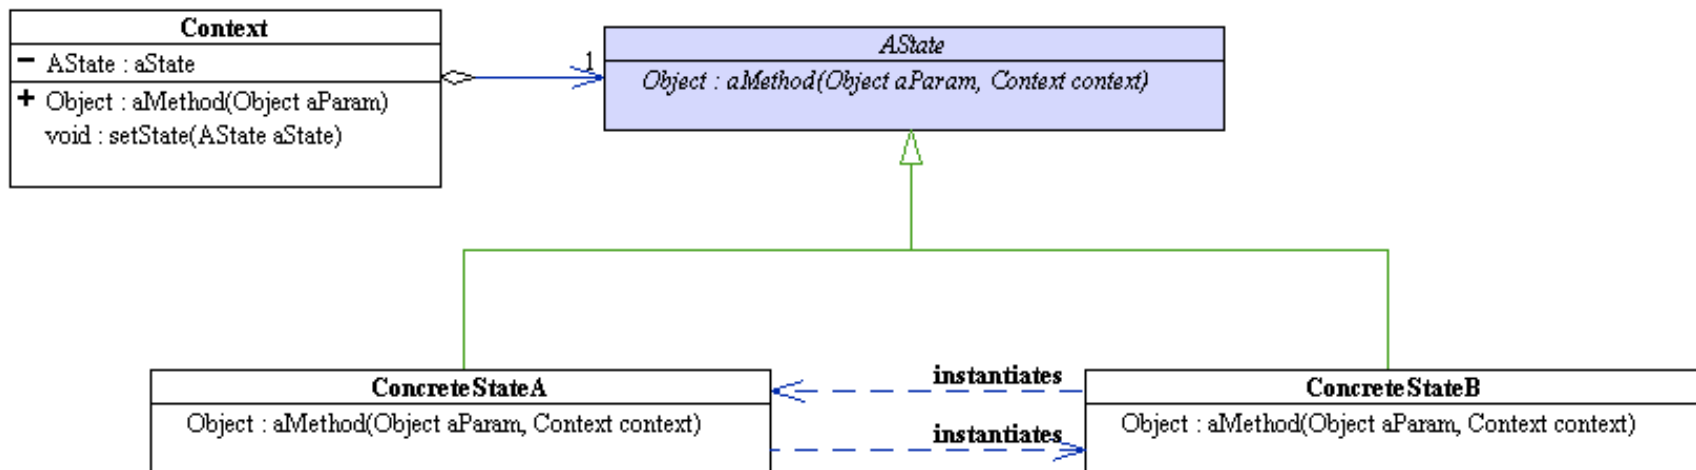 Context
− AState : aState
+ Object : aMethod(Object aParam)
void : setState(AState aState)
1
AState
Object : aMethod(Object aParam, Context context)
instantiates
ConcreteStateA
Object : aMethod(Object aParam, Context context)
instantiates
ConcreteStateB
Object : aMethod(Object aParam, Context context)